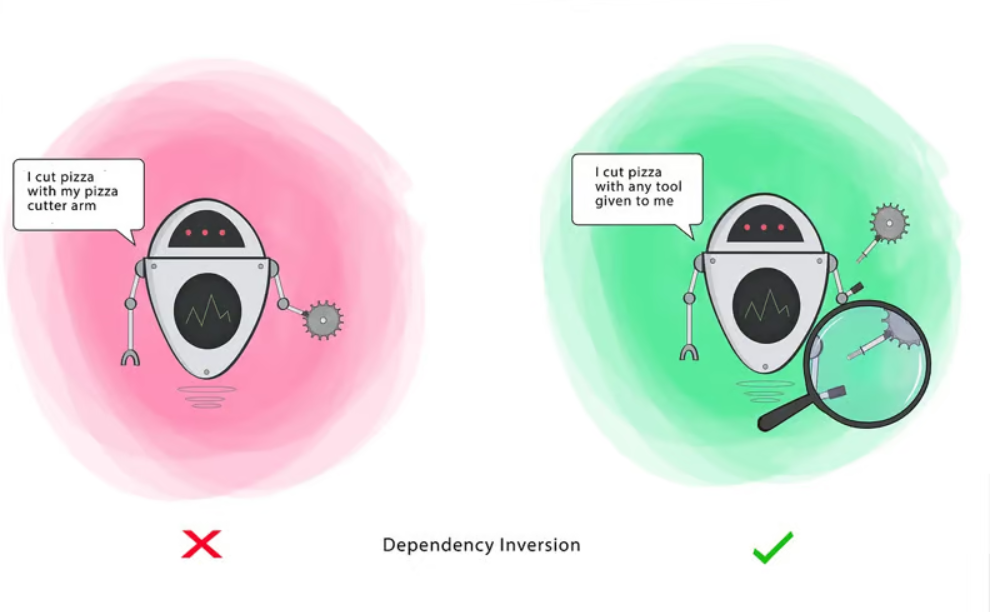 I cut pizza
with my pizza
cutter arm
I cut pizza
with any tool
given to me
Dependency Inversion